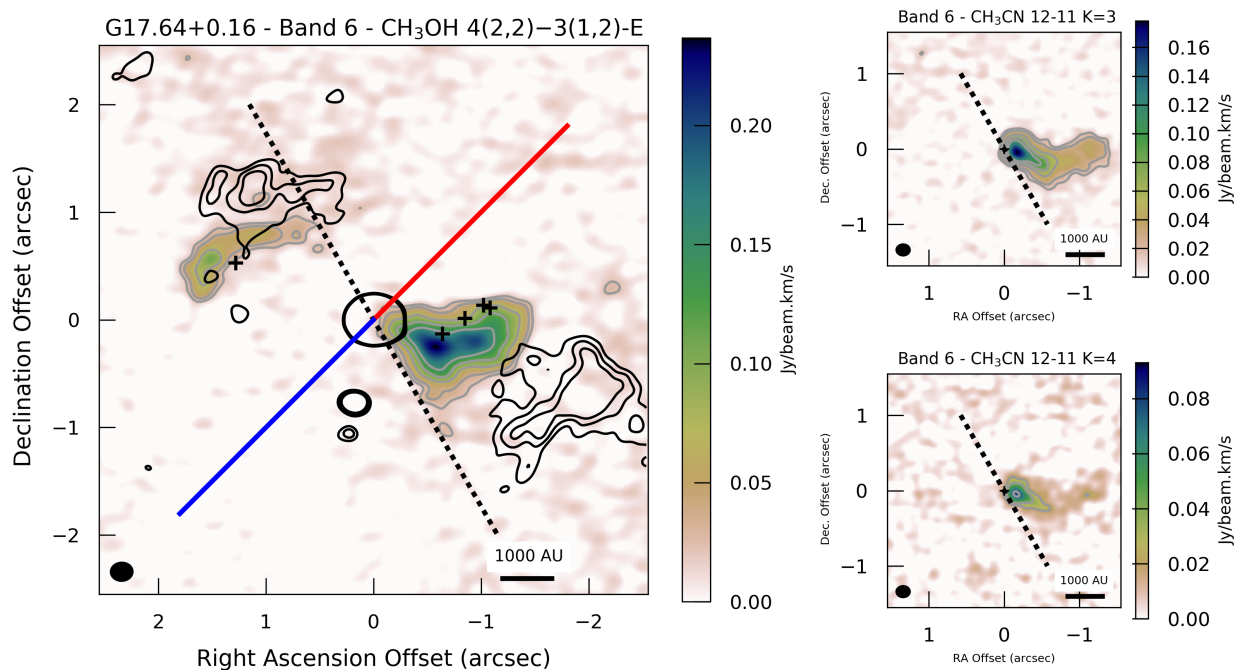 G17.64+0.16 - Band 6 - CH₃OH 4(2,2)−3(1,2)-E
Declination Offset (arcsec)
2
1
0
−1
−2
2
1
0
−1
−2
Right Ascension Offset (arcsec)
1000 AU
0.20
0.15
0.10
0.05
0.00
Jy/beam.km/s
Band 6 - CH₃CN 12-11 K=3
Dec. Offset (arcsec)
1
0
−1
1
0
−1
RA Offset (arcsec)
1000 AU
0.16
0.14
0.12
0.10
0.08
0.06
0.04
0.02
0.00
Jy/beam.km/s
Band 6 - CH₃CN 12-11 K=4
Dec. Offset (arcsec)
1
0
−1
1
0
−1
RA Offset (arcsec)
1000 AU
0.08
0.06
0.04
0.02
0.00
Jy/beam.km/s